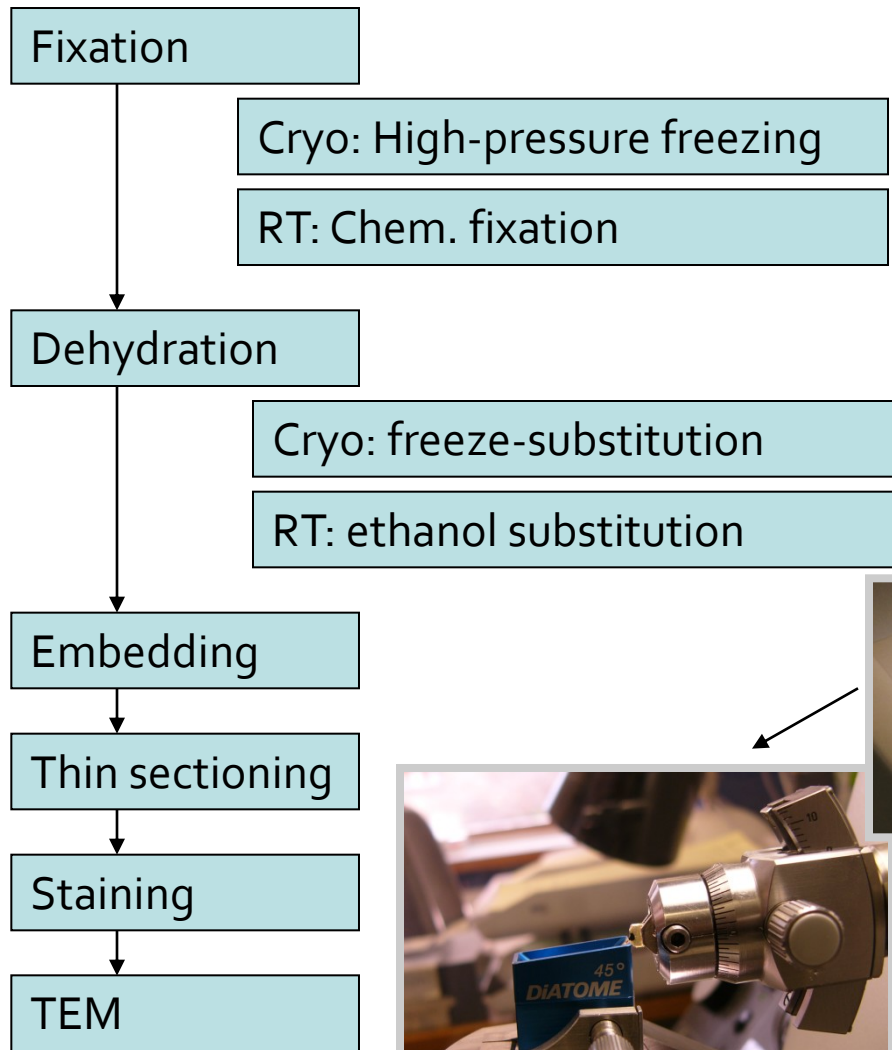 Fixation
Cryo: High-pressure freezing
RT: Chem. fixation
Dehydration
Cryo: freeze-substitution
RT: ethanol substitution
Embedding
Thin sectioning
Staining
TEM
10
45°
DiATOME